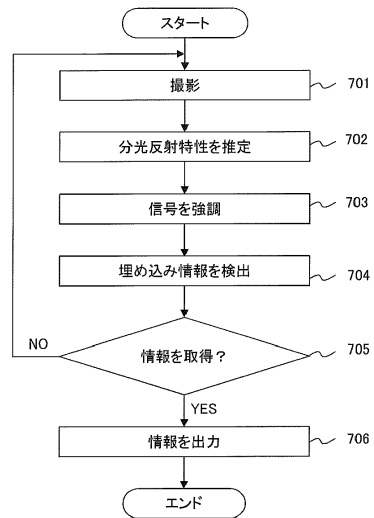 スタート
撮影
701
分光反射特性を推定
702
信号を強調
703
埋め込み情報を検出
704
情報を取得？
705
NO
YES
情報を出力
706
エンド